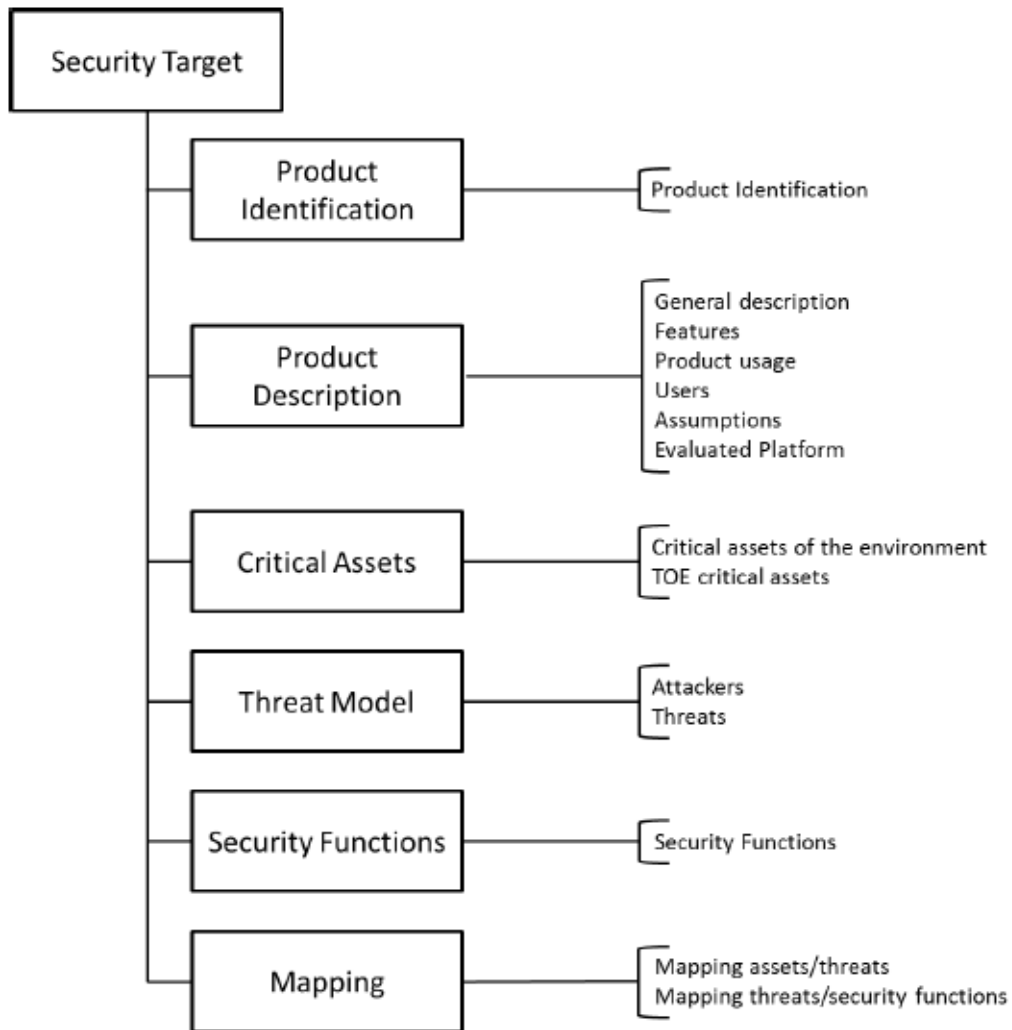 Security Target
Product
Identification
Product Identification
Product
Description
General description
Features
Product usage
Users
Assumptions
Evaluated Platform
Critical Assets
Critical assets of the environment
TOE critical assets
Threat Model
Attackers
Threats
Security Functions
Security Functions
Mapping
Mapping assets/threats
Mapping threats/security functions